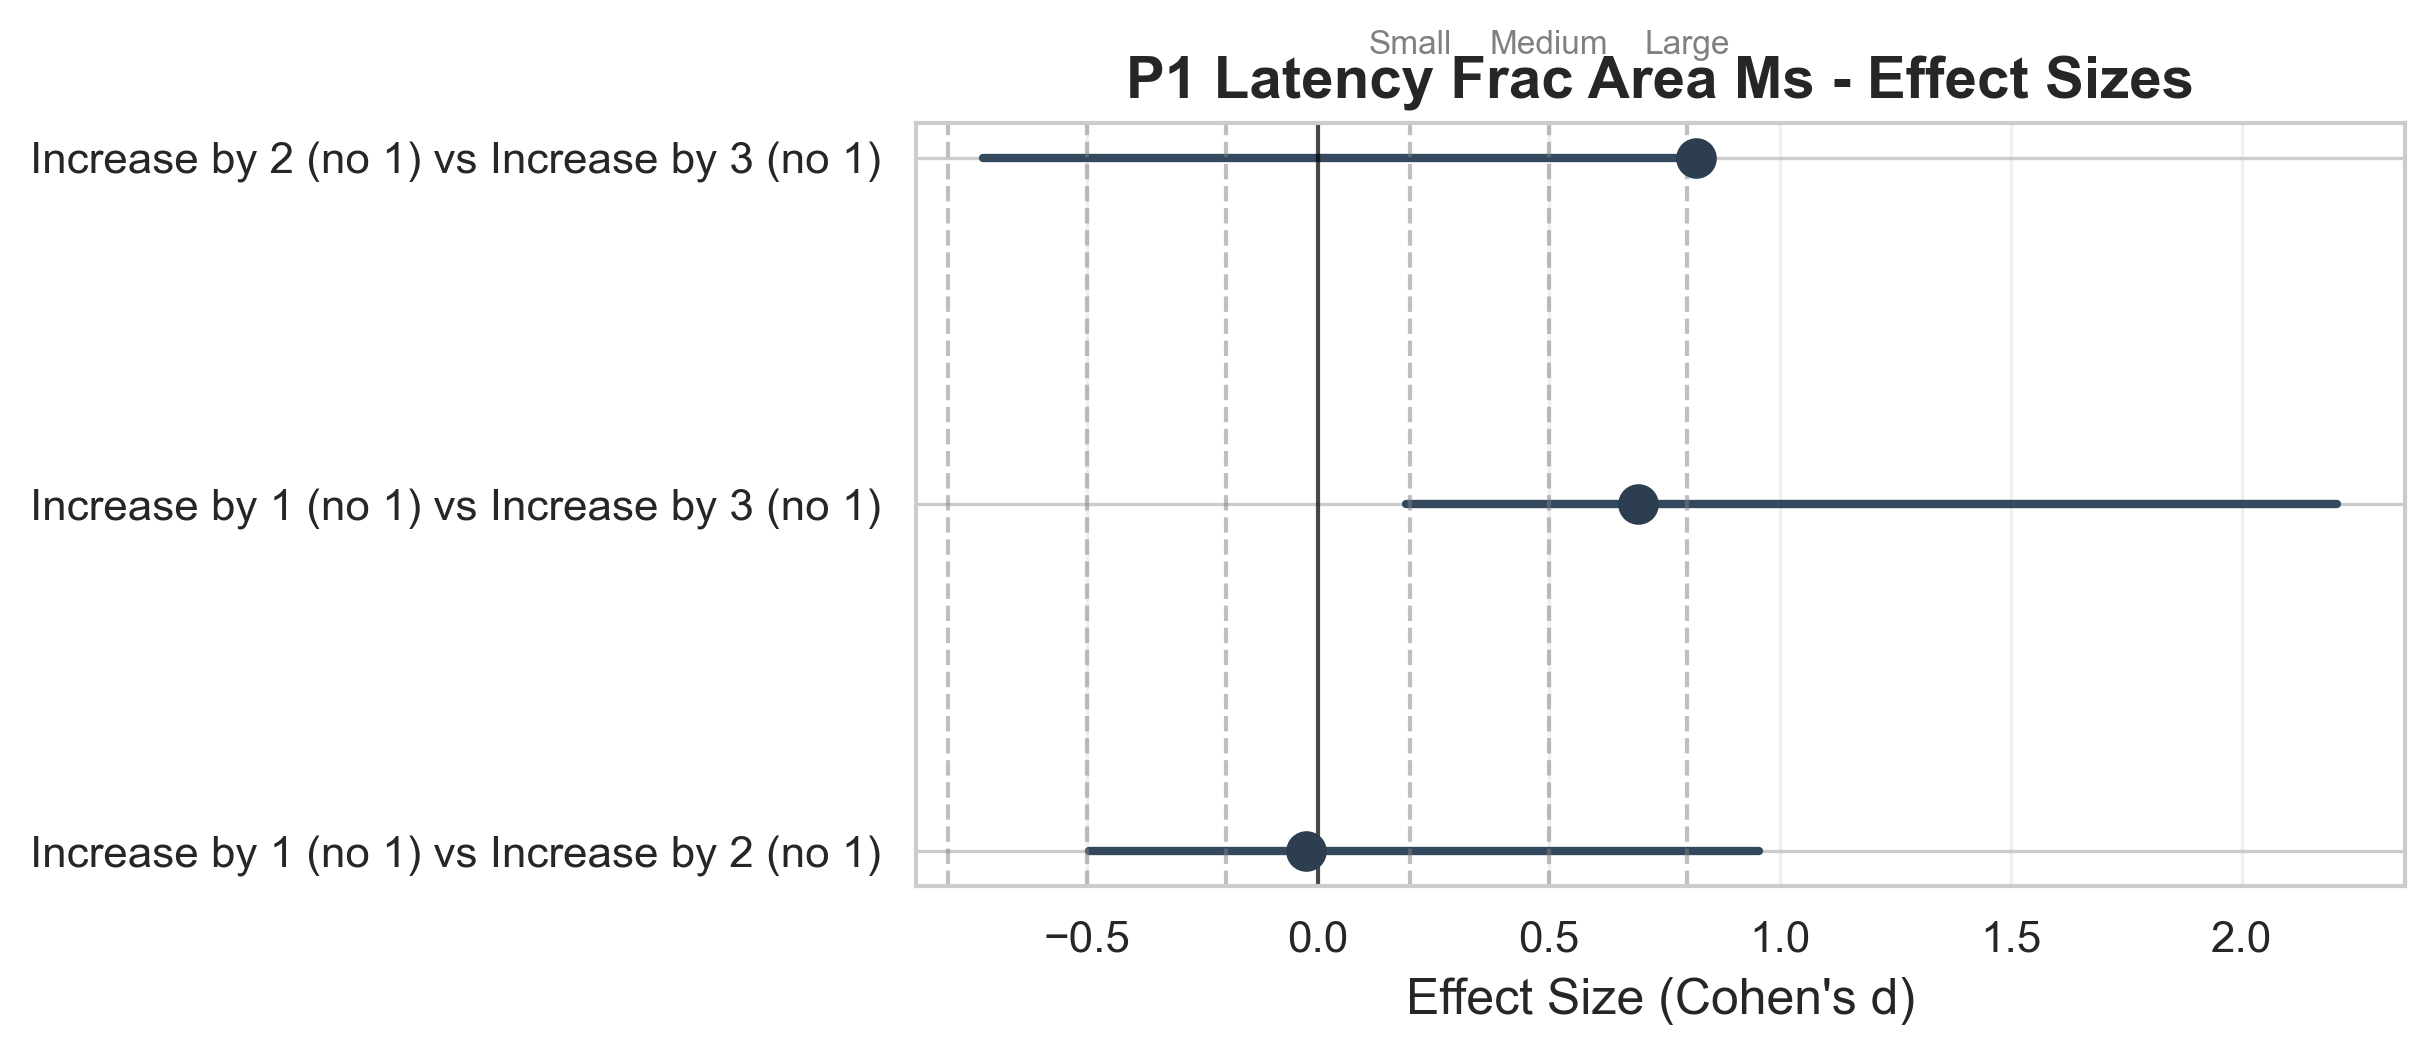 Small Medium Large
P1 Latency Frac Area Ms - Effect Sizes
Increase by 2 (no 1) vs Increase by 3 (no 1)
Increase by 1 (no 1) vs Increase by 3 (no 1)
Increase by 1 (no 1) vs Increase by 2 (no 1)
−0.5 0.0 0.5 1.0 1.5 2.0
Effect Size (Cohen's d)